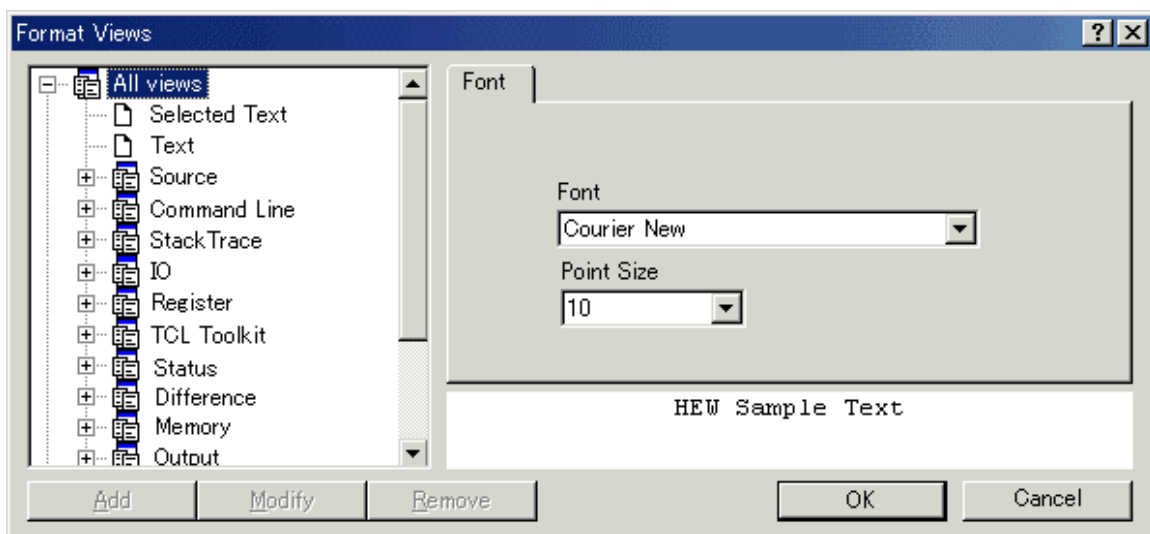 Format Views
All views
Selected Text
Text
Source
Command Line
StackTrace
IO
Register
TCL Toolkit
Status
Difference
Memory
Output
Font
Font
Courier New
Point Size
10
HEW Sample Text
Add Modify Remove OK Cancel